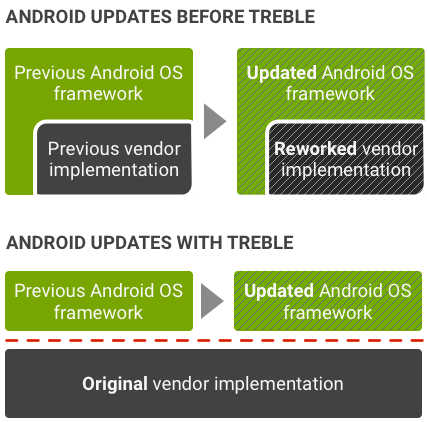 ANDROID UPDATES BEFORE TREBLE
Previous Android OS
framework
Previous vendor
implementation
Updated Android OS
framework
Reworked vendor
implementation
ANDROID UPDATES WITH TREBLE
Previous Android OS
framework
Updated Android OS
framework
Original vendor implementation